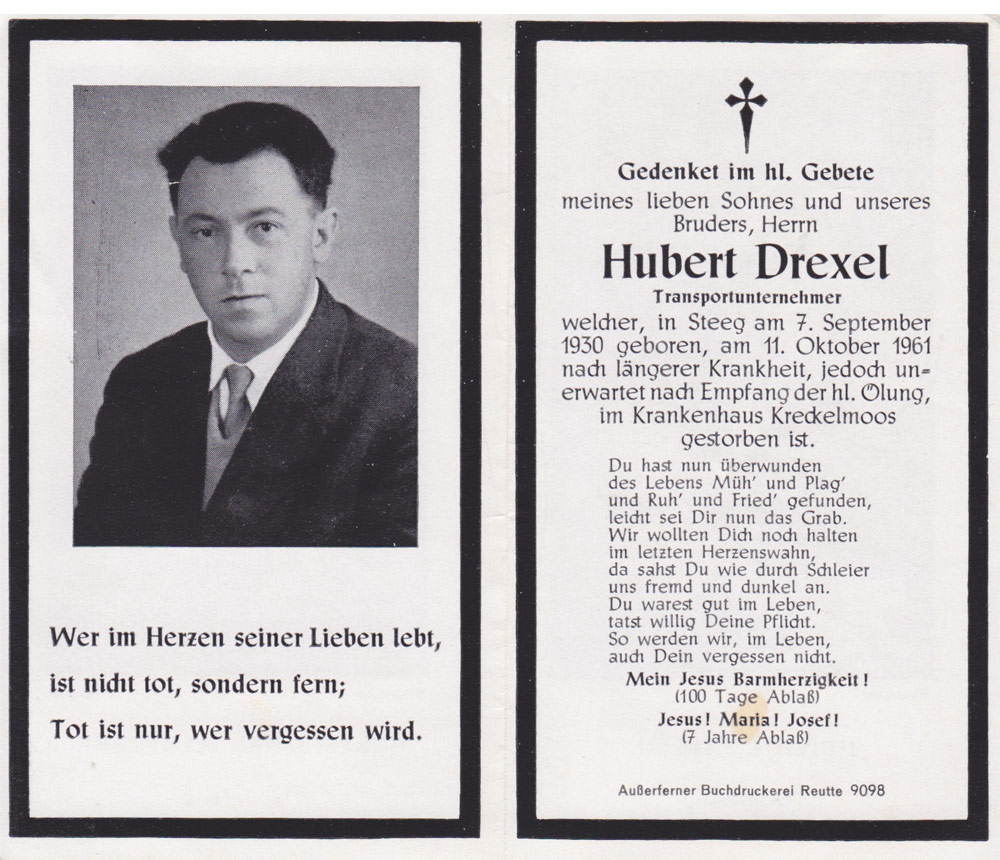 Wer im Herzen seiner Lieben lebt,
ist nicht tot, sondern fern;
Tot ist nur, wer vergessen wird.
Gedenket im hl. Gebete
meines lieben Sohnes und unseres
Bruders, Herrn
Hubert Drexel
Transportunternehmer
welcher, in Steeg am 7. September
1930 geboren, am 11. Oktober 1961
nach längerer Krankheit, jedoch un=
erwartet nach Empfang der hl. Ölung,
im Krankenhaus Kreckelmoos
gestorben ist.
Du hast nun überwunden
des Lebens Müh' und Plag'
und Ruh' und Fried' gefunden,
leicht sei Dir nun das Grab.
Wir wollten Dich noch halten
im letzten Herzenswahn,
da sahst Du wie durch Schleier
uns fremd und dunkel an.
Du warest gut im Leben,
tatst willig Deine Pflicht.
So werden wir, im Leben,
auch Dein vergessen nicht.
Mein Jesus Barmherzigkeit!
(100 Tage Ablaß)
Jesus! Maria! Josef!
(7 Jahre Ablaß)
Außerferner Buchdruckerei Reutte 9098